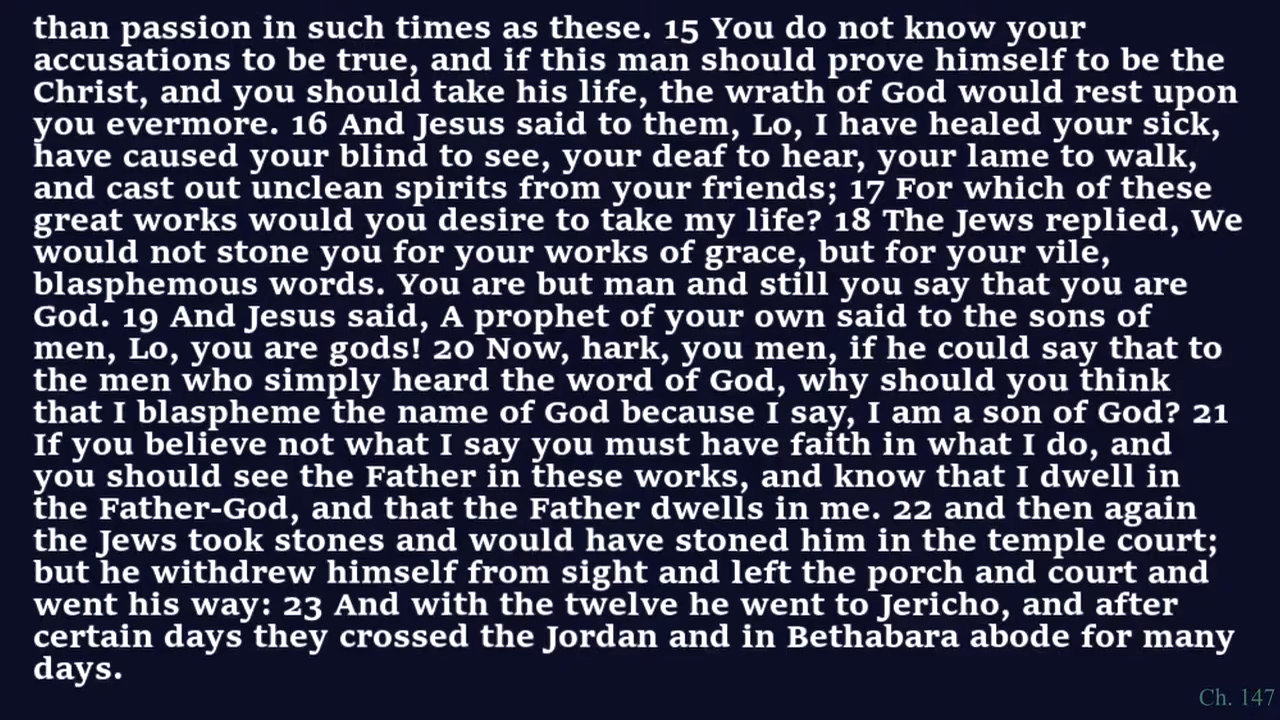 than passion in such times as these. 15 You do not know your
accusations to be true, and if this man should prove himself to be the
Christ, and you should take his life, the wrath of God would rest upon
you evermore. 16 And Jesus said to them, Lo, I have healed your sick,
have caused your blind to see, your deaf to hear, your lame to walk,
and cast out unclean spirits from your friends; 17 For which of these
great works would you desire to take my life? 18 The Jews replied, We
would not stone you for your works of grace, but for your vile,
blasphemous words. You are but man and still you say that you are
God. 19 And Jesus said, A prophet of your own said to the sons of
men, Lo, you are gods! 20 Now, hark, you men, if he could say that to
the men who simply heard the word of God, why should you think
that I blaspheme the name of God because I say, I am a son of God? 21
If you believe not what I say you must have faith in what I do, and
you should see the Father in these works, and know that I dwell in
the Father-God, and that the Father dwells in me. 22 and then again
the Jews took stones and would have stoned him in the temple court;
but he withdrew himself from sight and left the porch and court and
went his way: 23 And with the twelve he went to Jericho, and after
certain days they crossed the Jordan and in Bethabara abode for many
days.
Ch. 147